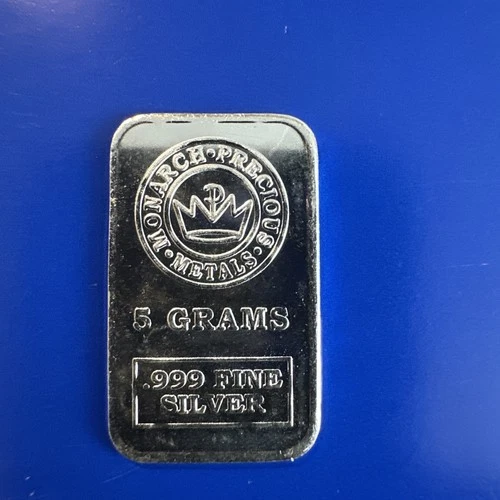 MONARCH • PRECIOUS • METALS •
5 GRAMS
.999 FINE
SILVER